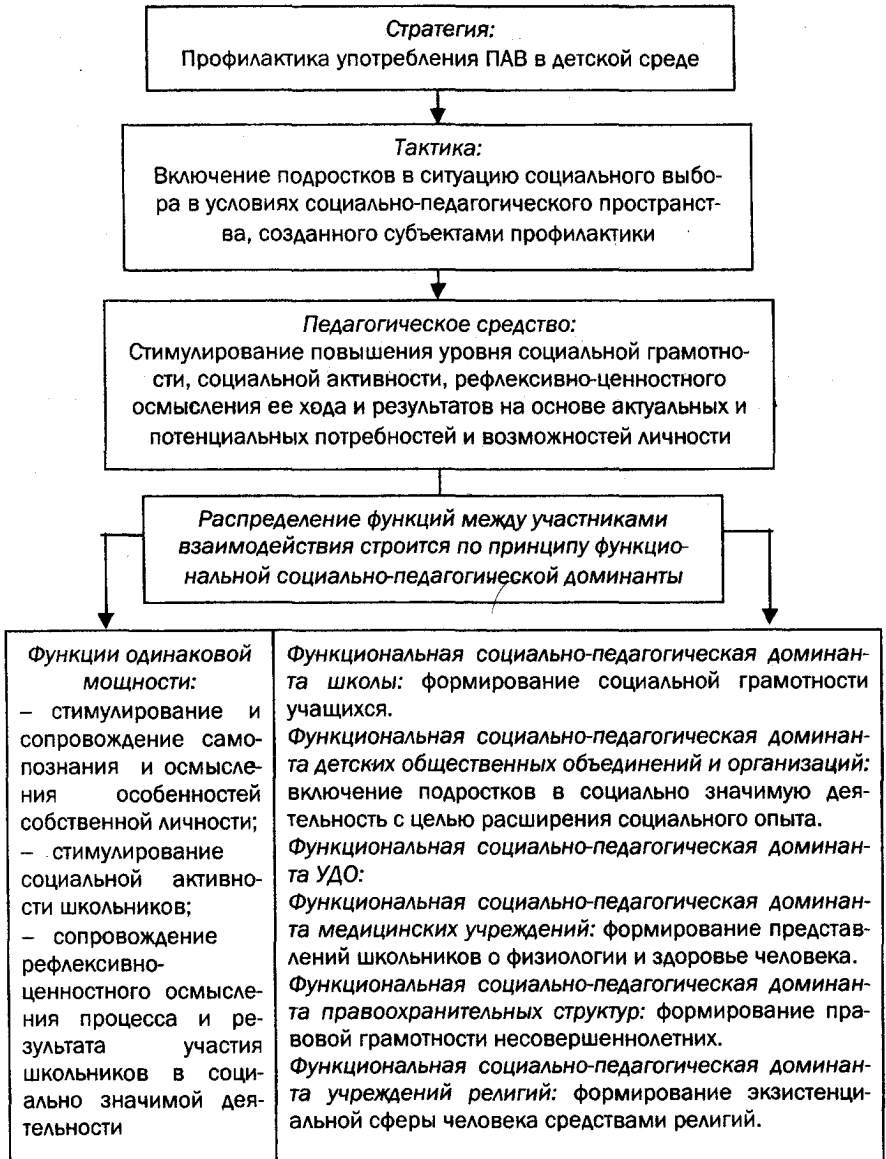 Стратегия:
Профилактика употребления ПАВ в детской среде
Тактика:
Включение подростков в ситуацию социального выбо-
ра в условиях социально-педагогического пространст-
ва, созданного субъектами профилактики
Педагогическое средство:
Стимулирование повышения уровня социальной грамотно-
сти, социальной активности, рефлексивно-ценностного
осмысления ее хода и результатов на основе актуальных и
потенциальных потребностей и возможностей личности
Распределение функций между участниками
взаимодействия строится по принципу функцио-
нальной социально-педагогической доминанты
Функции одинаковой
мощности:
– стимулирование и
сопровождение само-
познания и осмысле-
ния особенностей
собственной личности;
– стимулирование
социальной активно-
сти школьников;
– сопровождение
рефлексивно-
ценностного осмысле-
ния процесса и ре-
зультата участия
школьников в соци-
ально значимой дея-
тельности
Функциональная социально-педагогическая доминан-
та школы: формирование социальной грамотности
учащихся.
Функциональная социально-педагогическая доминан-
та детских общественных объединений и организаций:
включение подростков в социально значимую дея-
тельность с целью расширения социального опыта.
Функциональная социально-педагогическая доминан-
та УДО:
Функциональная социально-педагогическая доминан-
та медицинских учреждений: формирование представ-
лений школьников о физиологии и здоровье человека.
Функциональная социально-педагогическая доминан-
та правоохранительных структур: формирование пра-
вовой грамотности несовершеннолетних.
Функциональная социально-педагогическая доминан-
та учреждений религий: формирование экзистенци-
альной сферы человека средствами религий.